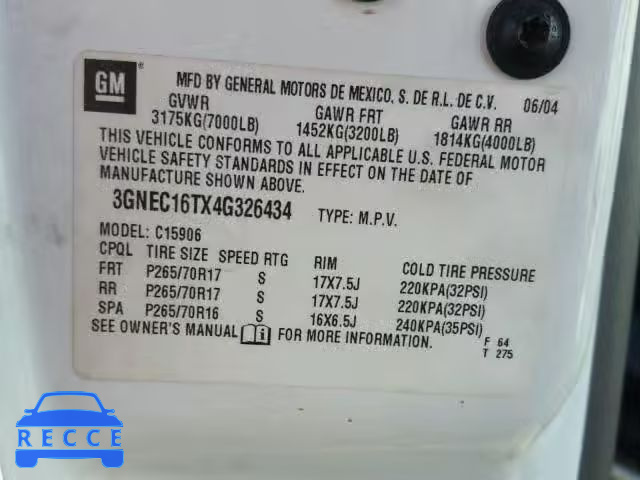 GM ®
MFD BY GENERAL MOTORS DE MEXICO, S. DE R.L. DE C.V. 06/04
GVWR GAWR FRT GAWR RR
3175KG(7000LB) 1452KG(3200LB) 1814KG(4000LB)
THIS VEHICLE CONFORMS TO ALL APPLICABLE U.S. FEDERAL MOTOR
VEHICLE SAFETY STANDARDS IN EFFECT ON THE DATE OF
MANUFACTURE SHOWN ABOVE.
3GNEC16TX4G326434 TYPE: M.P.V.
MODEL: C15906
CPQL TIRE SIZE SPEED RTG RIM COLD TIRE PRESSURE
FRT P265/70R17 S 17X7.5J 220KPA(32PSI)
RR P265/70R17 S 17X7.5J 220KPA(32PSI)
SPA P265/70R16 S 16X6.5J 240KPA(35PSI)
SEE OWNER'S MANUAL i FOR MORE INFORMATION.
F 64
T 275
RECCE